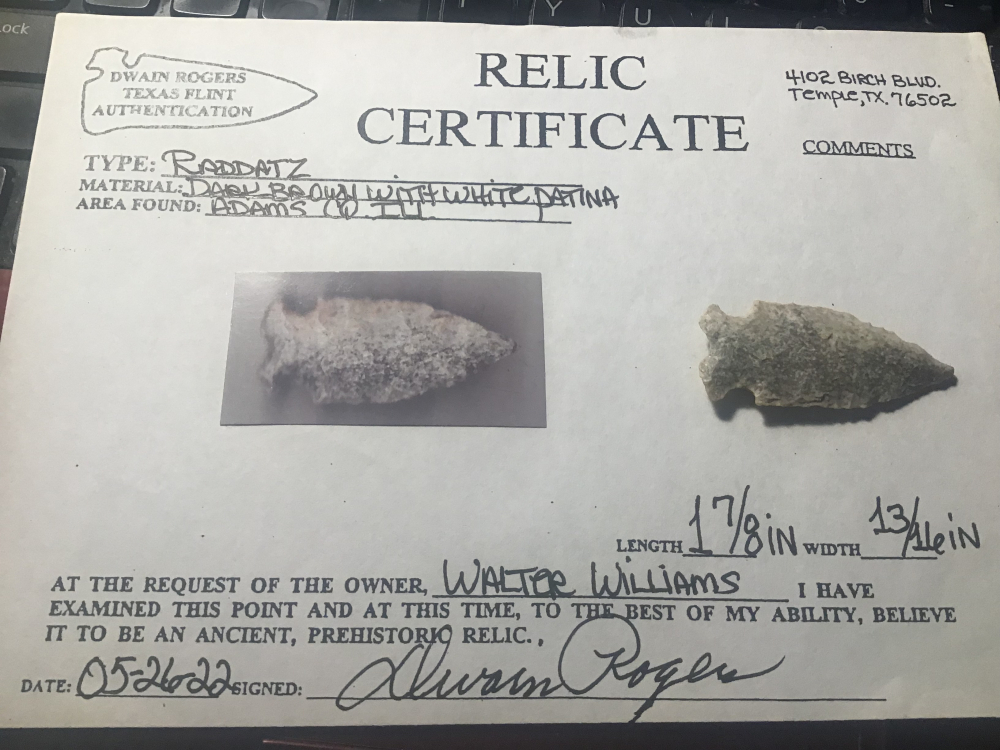 Lock
Y
U
DWAIN ROGERS
TEXAS FLINT
AUTHENTICATION
RELIC
CERTIFICATE
4102 BIRCH BLVD.
TEMPLE, TX. 76502
COMMENTS
TYPE: RADDATZ
MATERIAL: DARK BROWN WITH WHITE PATINA
AREA FOUND: ADAMS CO ILL
LENGTH 1 7/8 IN WIDTH 13/16 IN
AT THE REQUEST OF THE OWNER, WALTER WILLIAMS I HAVE
EXAMINED THIS POINT AND AT THIS TIME, TO THE BEST OF MY ABILITY, BELIEVE
IT TO BE AN ANCIENT, PREHISTORIC RELIC.,
DATE: 05-26-22 SIGNED: Dwain Rogers